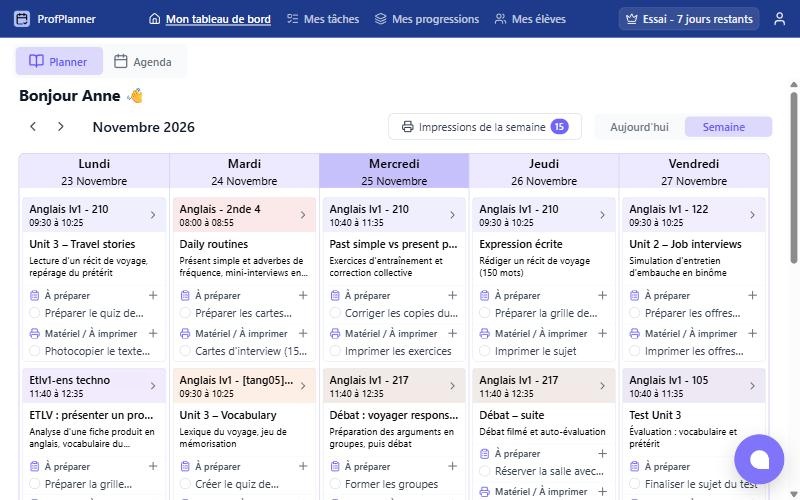 ProfPlanner
Mon tableau de bord
Mes tâches
Mes progressions
Mes élèves
Essai - 7 jours restants
Planner
Agenda
Bonjour Anne 👋
Novembre 2026
Impressions de la semaine 15
Aujourd'hui
Semaine
Lundi
23 Novembre
Mardi
24 Novembre
Mercredi
25 Novembre
Jeudi
26 Novembre
Vendredi
27 Novembre
Anglais lv1 - 210
09:30 à 10:25
Unit 3 – Travel stories
Lecture d'un récit de voyage,
repérage du prétérit
À préparer
Préparer le quiz de...
Matériel / À imprimer
Photocopier le texte...
Anglais - 2nde 4
08:00 à 08:55
Daily routines
Présent simple et adverbes de
fréquence, mini-interviews en...
À préparer
Préparer les cartes...
Matériel / À imprimer
Cartes d'interview (15...
Anglais lv1 - 210
10:40 à 11:35
Past simple vs present p...
Exercices d'entraînement et
correction collective
À préparer
Corriger les copies du...
Matériel / À imprimer
Imprimer les exercices
Anglais lv1 - 210
09:30 à 10:25
Expression écrite
Rédiger un récit de voyage
(150 mots)
À préparer
Préparer la grille de...
Matériel / À imprimer
Imprimer le sujet
Anglais lv1 - 122
09:30 à 10:25
Unit 2 – Job interviews
Simulation d'entretien
d'embauche en binôme
À préparer
Préparer les offres...
Matériel / À imprimer
Imprimer les offres...
Etlv1-ens techno
11:40 à 12:35
ETLV : présenter un pro...
Analyse d'une fiche produit en
anglais, vocabulaire du...
À préparer
Préparer la grille...
Anglais lv1 - [tang05]...
09:30 à 10:25
Unit 3 – Vocabulary
Lexique du voyage, jeu de
mémorisation
À préparer
Créer le quiz de...
Anglais lv1 - 217
11:40 à 12:35
Débat : voyager respons...
Préparation des arguments en
groupes, puis débat
À préparer
Former les groupes
Anglais lv1 - 217
11:40 à 12:35
Débat – suite
Débat filmé et auto-évaluation
À préparer
Réserver la salle avec...
Matériel / À imprimer
Anglais lv1 - 105
10:40 à 11:35
Test Unit 3
Évaluation : vocabulaire et
prétérit
À préparer
Finaliser le sujet du test